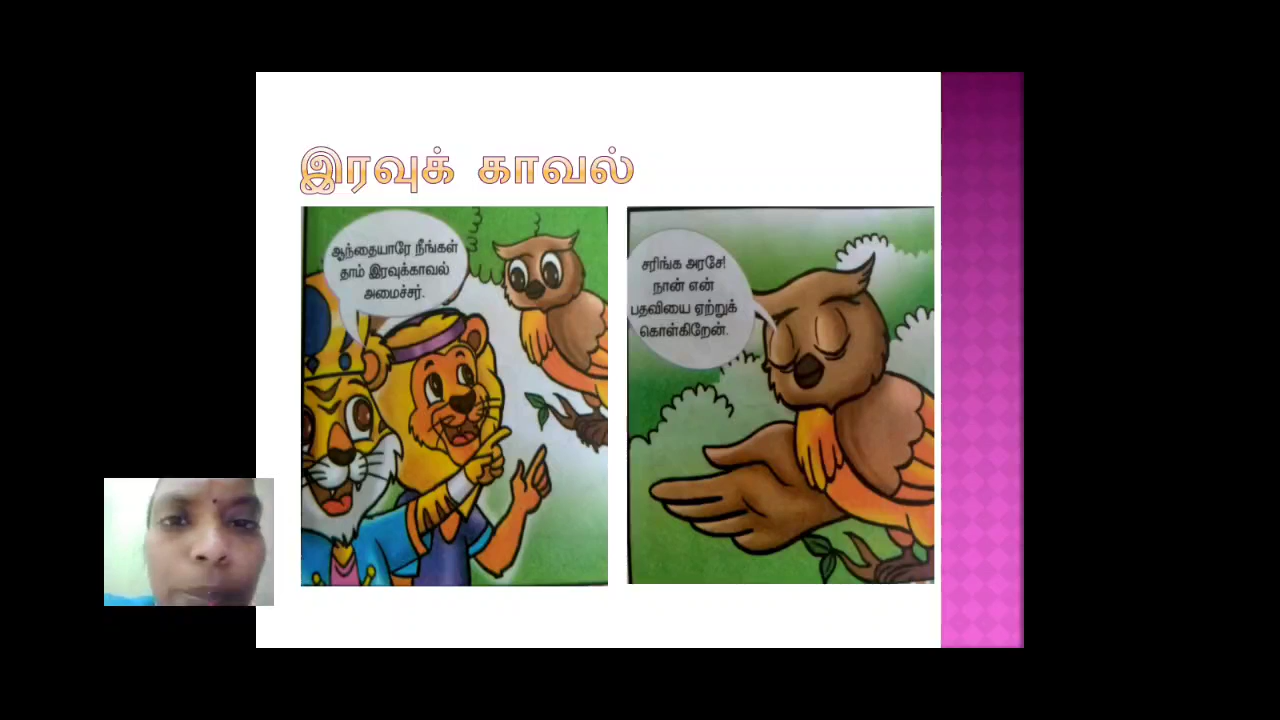 இரவுக் காவல்
ஆந்தையாரே நீங்கள்
தாம் இரவுக்காவல்
அமைச்சர்.
சரிங்க அரசே!
நான் என்
பதவியை ஏற்றுக்
கொள்கிறேன்.